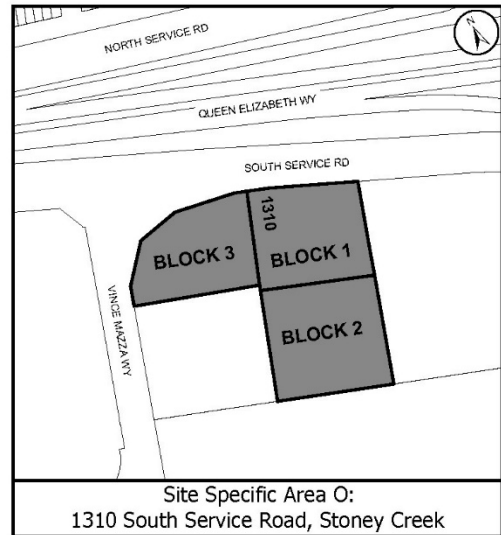 NORTH SERVICE RD
QUEEN ELIZABETH WY
SOUTH SERVICE RD
1310
BLOCK 3
BLOCK 1
BLOCK 2
VINCE MAZZA WY
Site Specific Area O:
1310 South Service Road, Stoney Creek